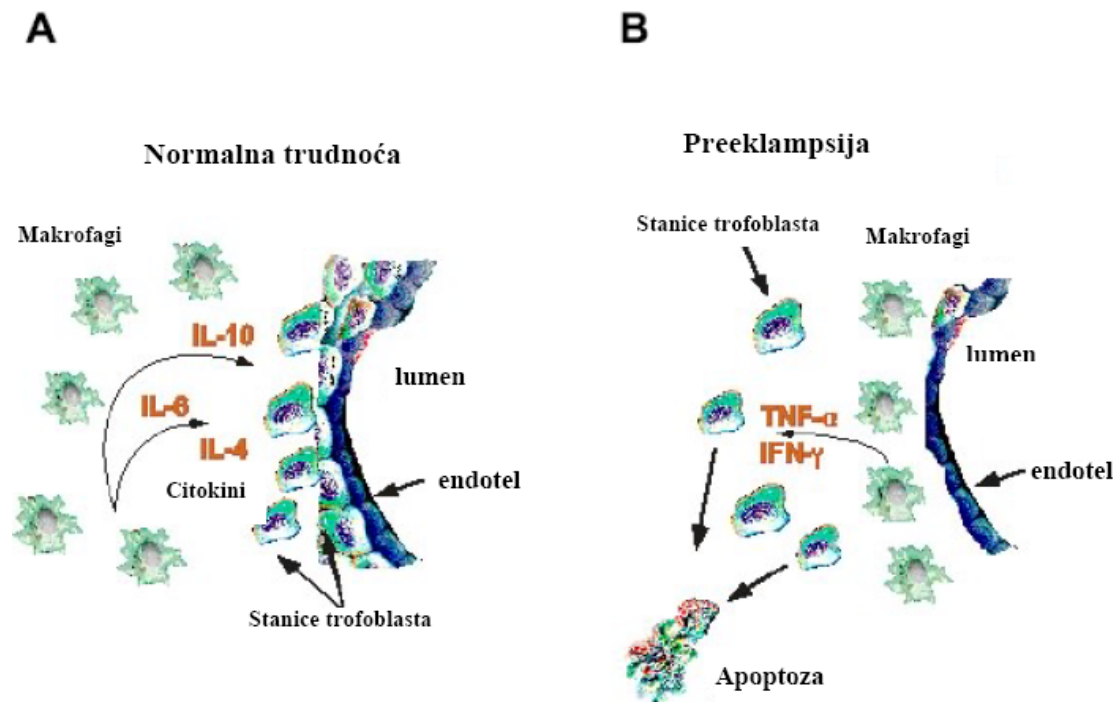 A
Normalna trudnoća
Makrofagi
IL-10
IL-6
IL-4
Citokini
lumen
endotel
Stanice trofoblasta
B
Preeklampsija
Stanice trofoblasta
Makrofagi
lumen
TNF-α
IFN-γ
endotel
Apoptoza